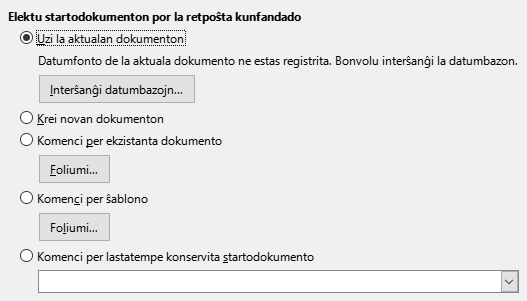 Elektu startodokumenton por la retpoŝta kunfandado
Uzi la aktualan dokumenton
Datumfonto de la aktuala dokumento ne estas registrita. Bonvolu interŝanĝi la datumbazon.
Interŝanĝi datumbazojn...
Krei novan dokumenton
Komenci per ekzistanta dokumento
Foliumi...
Komenci per ŝablono
Foliumi...
Komenci per lastatempe konservita startodokumento